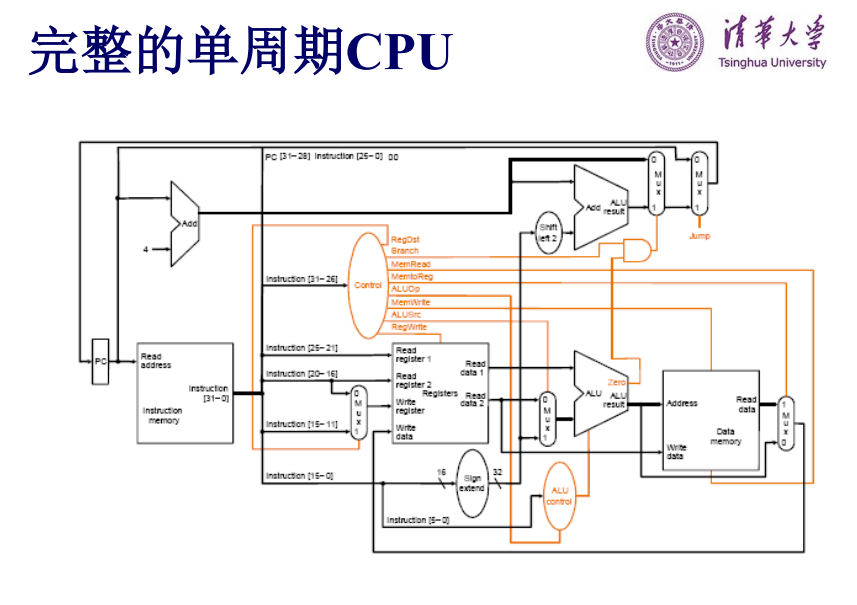 完整的单周期CPU
清華大学
Tsinghua University
PC [31–28] Instruction [25–0] 00
Add
4
Shift
left 2
Add
ALU
result
0
M
u
x
1
0
M
u
x
1
Jump
RegDst
Branch
MemRead
MemtoReg
ALUOp
MemWrite
ALUSrc
RegWrite
Control
Instruction [31–26]
Instruction [25–21]
Instruction [20–16]
Instruction [15–11]
Instruction [15–0]
Instruction [5–0]
PC
Read
address
Instruction
[31–0]
Instruction
memory
0
M
u
x
1
Read
register 1
Read
register 2
Write
register
Write
data
Registers
Read
data 1
Read
data 2
0
M
u
x
1
Zero
ALU
ALU
result
Address
Write
data
Read
data
Data
memory
1
M
u
x
0
16
Sign
extend
32
ALU
control